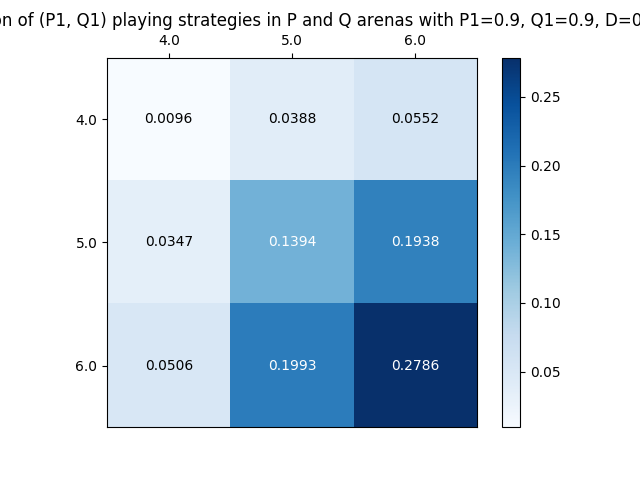 on of (P1, Q1) playing strategies in P and Q arenas with P1=0.9, Q1=0.9, D=0
4.0 5.0 6.0
4.0 0.0096 0.0388 0.0552
5.0 0.0347 0.1394 0.1938
6.0 0.0506 0.1993 0.2786
0.25
0.20
0.15
0.10
0.05